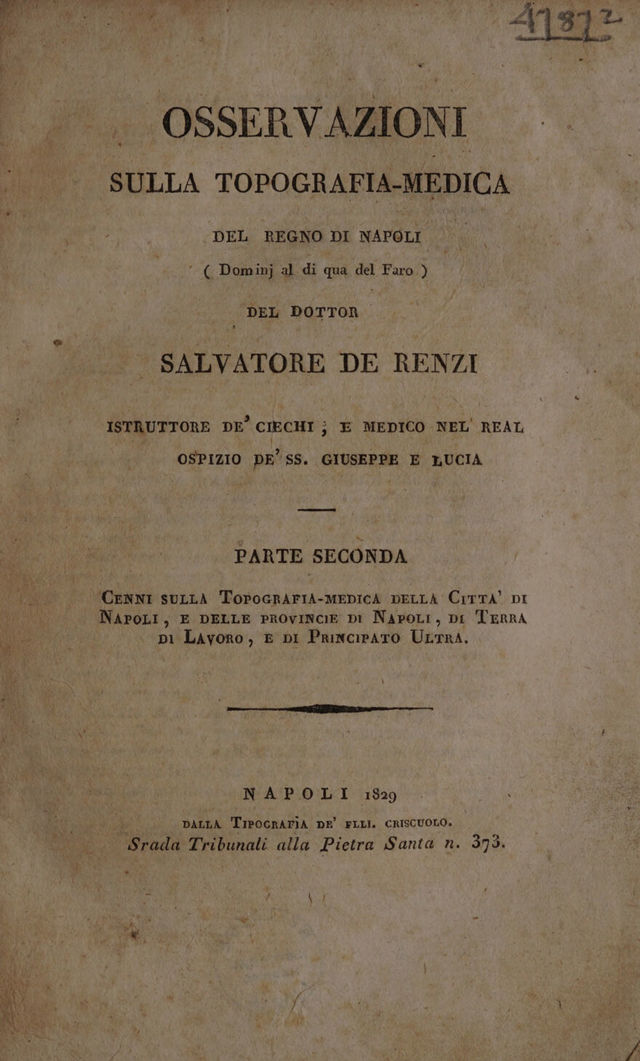 47872
OSSERVAZIONI
SULLA TOPOGRAFIA-MEDICA
DEL REGNO DI NAPOLI
( Dominj al di qua del Faro )
DEL DOTTOR
SALVATORE DE RENZI
ISTRUTTORE DE' CIECHI ; E MEDICO NEL REAL
OSPIZIO DE' SS. GIUSEPPE E LUCIA
PARTE SECONDA
CENNI SULLA TOPOGRAFIA-MEDICA DELLA CITTA' DI
NAPOLI, E DELLE PROVINCIE DI NAPOLI, DI TERRA
DI LAVORO, E DI PRINCIPATO ULTRA.
NAPOLI 1829
DALLA TIPOGRAFIA DE' FLLI. CRISCUOLO.
Srada Tribunali alla Pietra Santa n. 373.